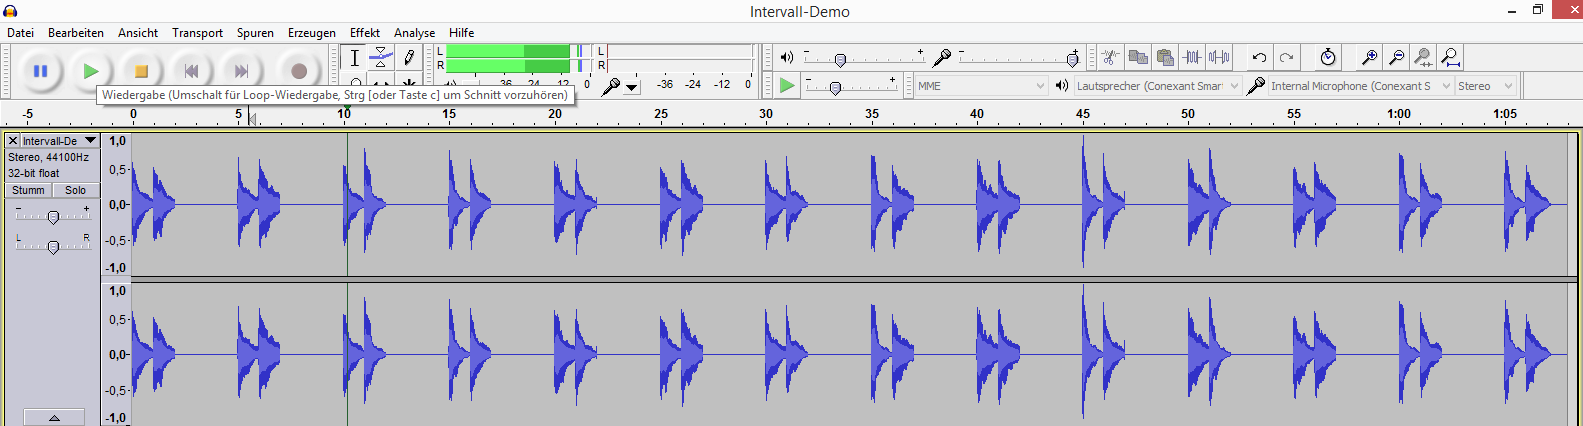 Intervall-Demo
Datei Bearbeiten Ansicht Transport Spuren Erzeugen Effekt Analyse Hilfe
L
R
-36 -24 -12 0
L
R
-36 -24 -12 0
Wiedergabe (Umschalt für Loop-Wiedergabe, Strg [oder Taste c] um Schnitt vorzuhören)
MME
Lautsprecher (Conexant Smar
Internal Microphone (Conexant S
Stereo
-5 0 5 10 15 20 25 30 35 40 45 50 55 1:00 1:05
Intervall-De
Stereo, 44100Hz
32-bit float
Stumm Solo
- +
L R
1,0
0,5
0,0
-0,5
-1,0
1,0
0,5
0,0
-0,5
-1,0